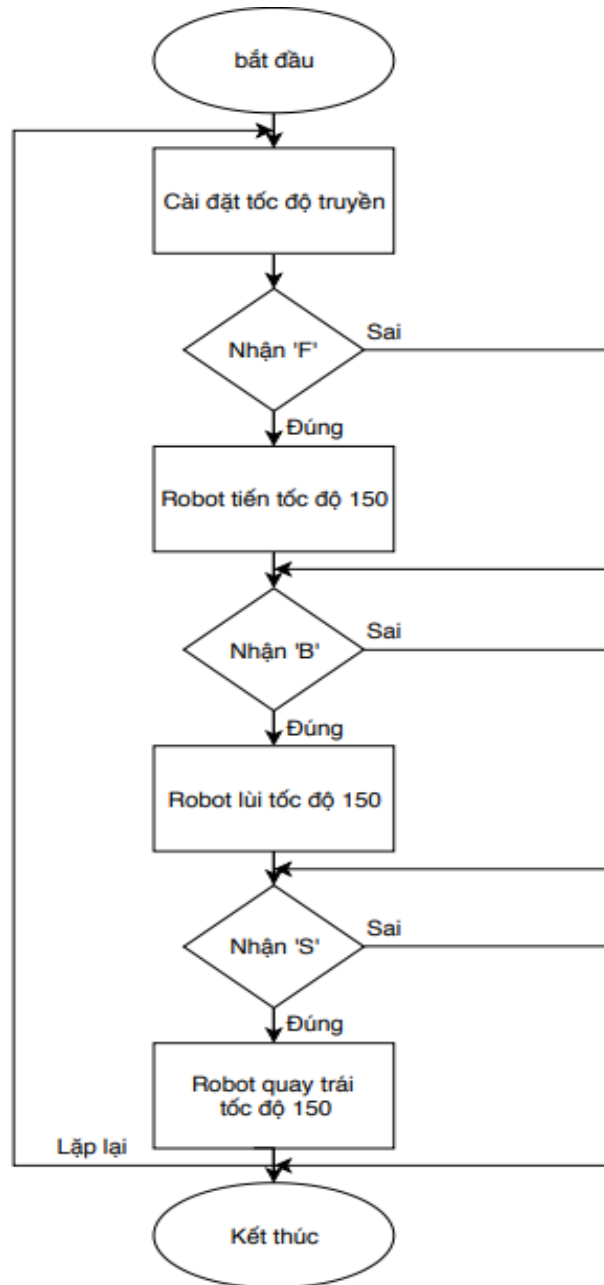 bắt đầu
Cài đặt tốc độ truyền
Nhận 'F'
Sai
Đúng
Robot tiến tốc độ 150
Nhận 'B'
Sai
Đúng
Robot lùi tốc độ 150
Nhận 'S'
Sai
Đúng
Robot quay trái
tốc độ 150
Lặp lại
Kết thúc